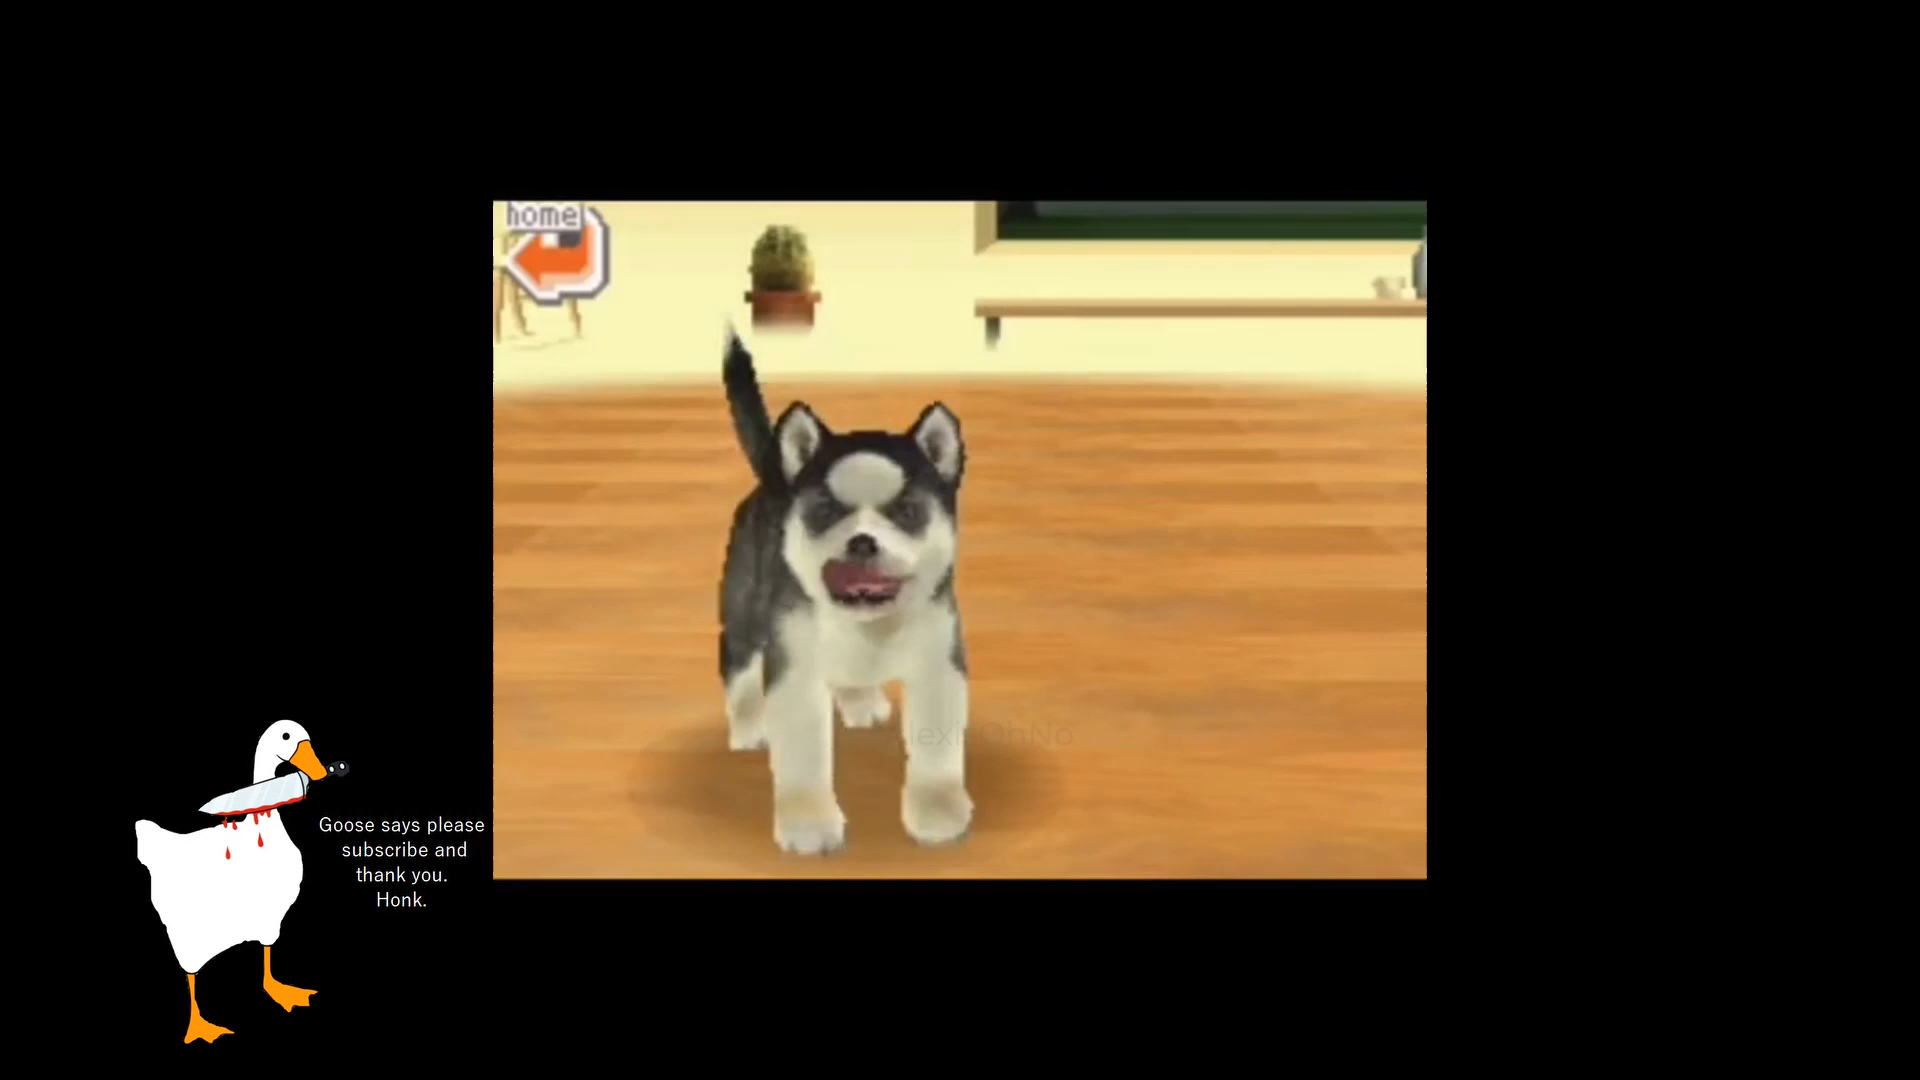 home
Goose says please
subscribe and
thank you.
Honk.